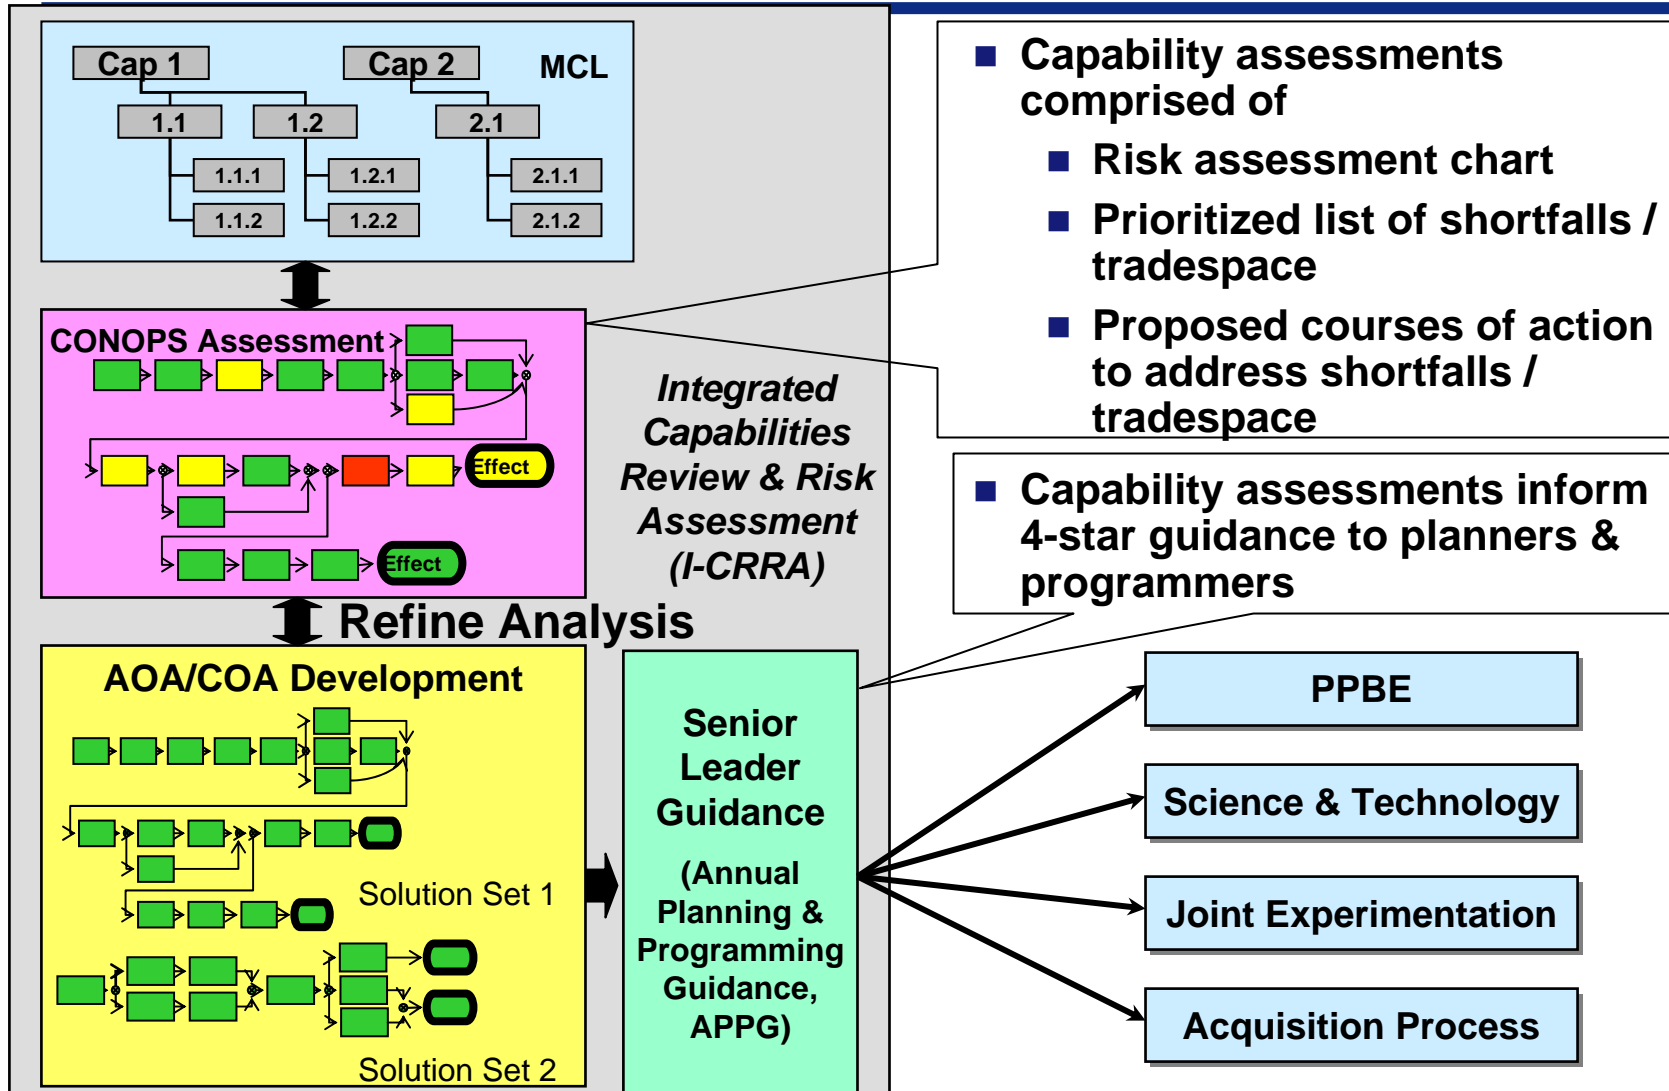 Cap 1
Cap 2
MCL
1.1
1.2
2.1
1.1.1
1.2.1
2.1.1
1.1.2
1.2.2
2.1.2
CONOPS Assessment
Effect
Effect
Integrated
Capabilities
Review & Risk
Assessment
(I-CRRA)
Refine Analysis
AOA/COA Development
Solution Set 1
Solution Set 2
Senior
Leader
Guidance
(Annual
Planning &
Programming
Guidance,
APPG)
Capability assessments
comprised of
Risk assessment chart
Prioritized list of shortfalls /
tradespace
Proposed courses of action
to address shortfalls /
tradespace
Capability assessments inform
4-star guidance to planners &
programmers
PPBE
Science & Technology
Joint Experimentation
Acquisition Process